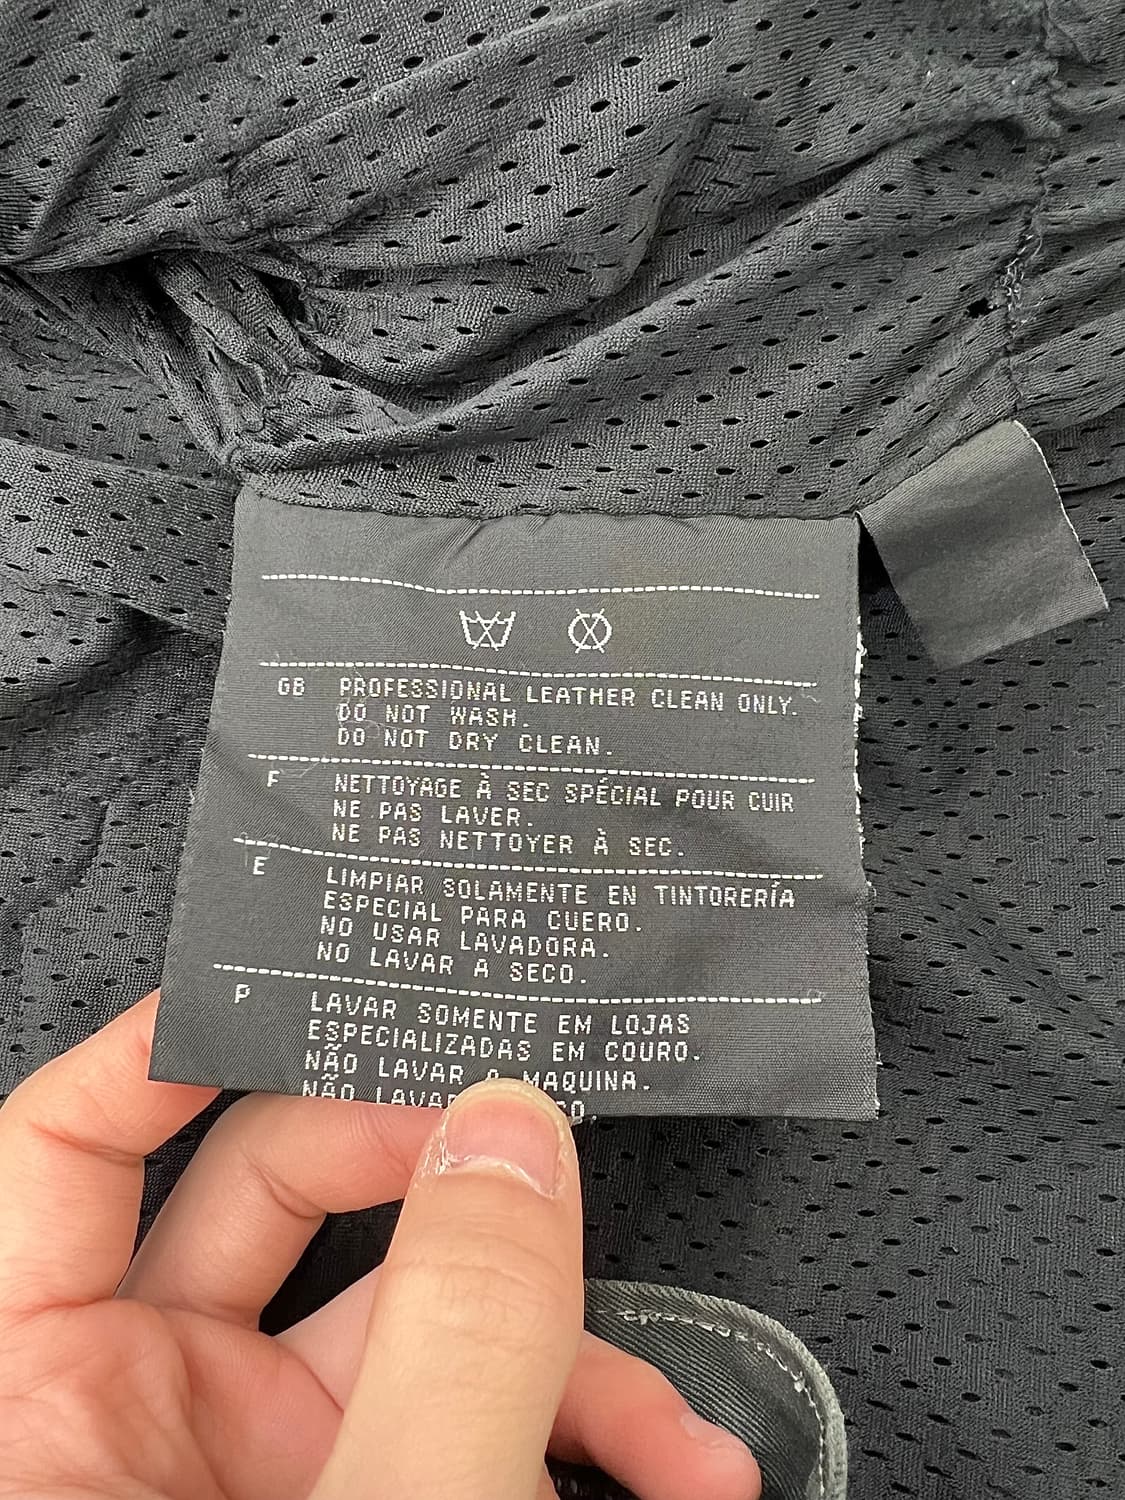 GB PROFESSIONAL LEATHER CLEAN ONLY.
DO NOT WASH.
DO NOT DRY CLEAN.
F NETTOYAGE À SEC SPÉCIAL POUR CUIR
NE PAS LAVER.
NE PAS NETTOYER À SEC.
E LIMPIAR SOLAMENTE EN TINTORERÍA
ESPECIAL PARA CUERO.
NO USAR LAVADORA.
NO LAVAR A SECO.
P LAVAR SOMENTE EM LOJAS
ESPECIALIZADAS EM COURO.
NÃO LAVAR MAQUINA.
NÃO